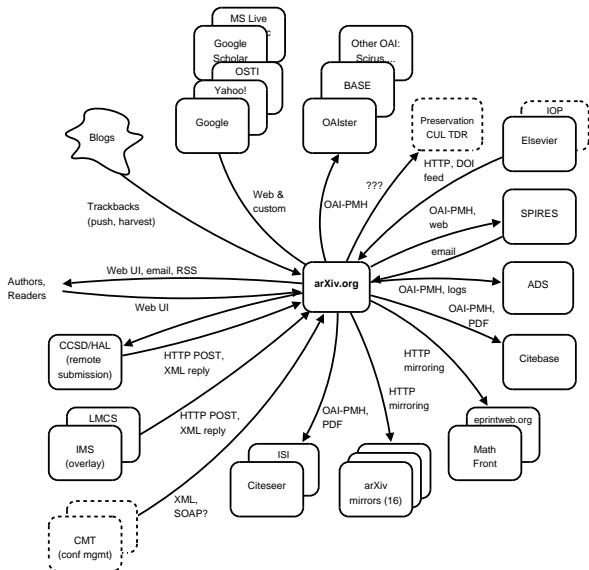 MS Live
c
Google
Scholar
OSTI
Yahoo!
Google
Other OAI:
Scirus,...
BASE
OAIster
Preservation
CUL TDR
IOP
Elsevier
Blogs
HTTP, DOI
feed
???
Web &
custom
OAI-PMH
Trackbacks
(push, harvest)
OAI-PMH,
web
SPIRES
email
arXiv.org
Web UI, email, RSS
Authors,
Readers
Web UI
OAI-PMH, logs
ADS
OAI-PMH,
PDF
CCSD/HAL
(remote
submission)
HTTP POST,
XML reply
HTTP
mirroring
Citebase
HTTP
mirroring
LMCS
IMS
(overlay)
HTTP POST,
XML reply
OAI-PMH,
PDF
eprintweb.org
Math
Front
ISI
Citeseer
arXiv
mirrors (16)
XML,
SOAP?
CMT
(conf mgmt)